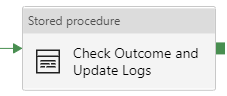 Stored procedure
Check Outcome and
Update Logs